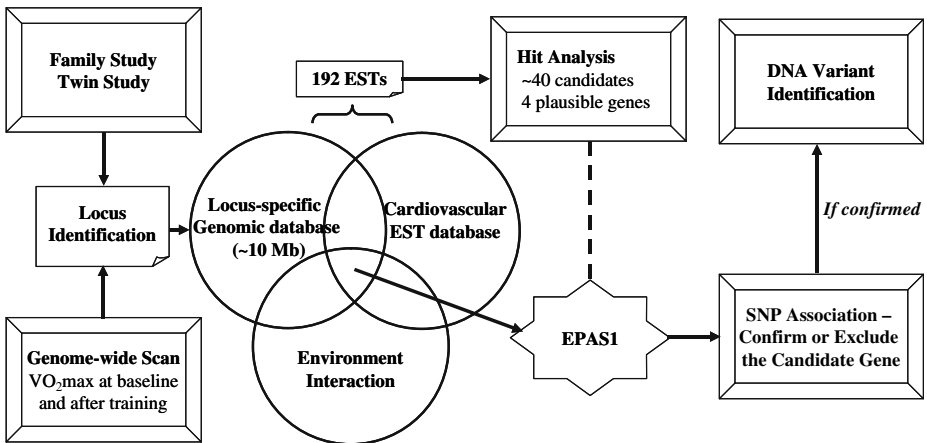 Family Study
Twin Study
192 ESTs
Hit Analysis
~40 candidates
4 plausible genes
DNA Variant
Identification
Locus
Identification
Locus-specific
Genomic database
(~10 Mb)
Cardiovascular
EST database
If confirmed
Genome-wide Scan
VO2max at baseline
and after training
Environment
Interaction
EPAS1
SNP Association –
Confirm or Exclude
the Candidate Gene